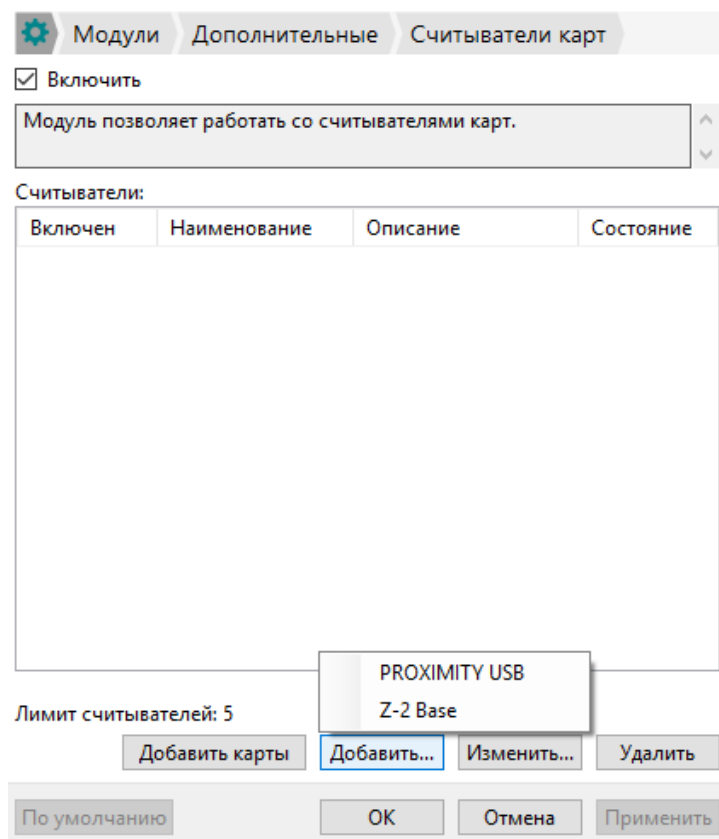 Модули Дополнительные Считыватели карт
Включить
Модуль позволяет работать со считывателями карт.
Считыватели:
Включен Наименование Описание Состояние
PROXIMITY USB
Z-2 Base
Лимит считывателей: 5
Добавить карты Добавить... Изменить... Удалить
По умолчанию ОК Отмена Применить